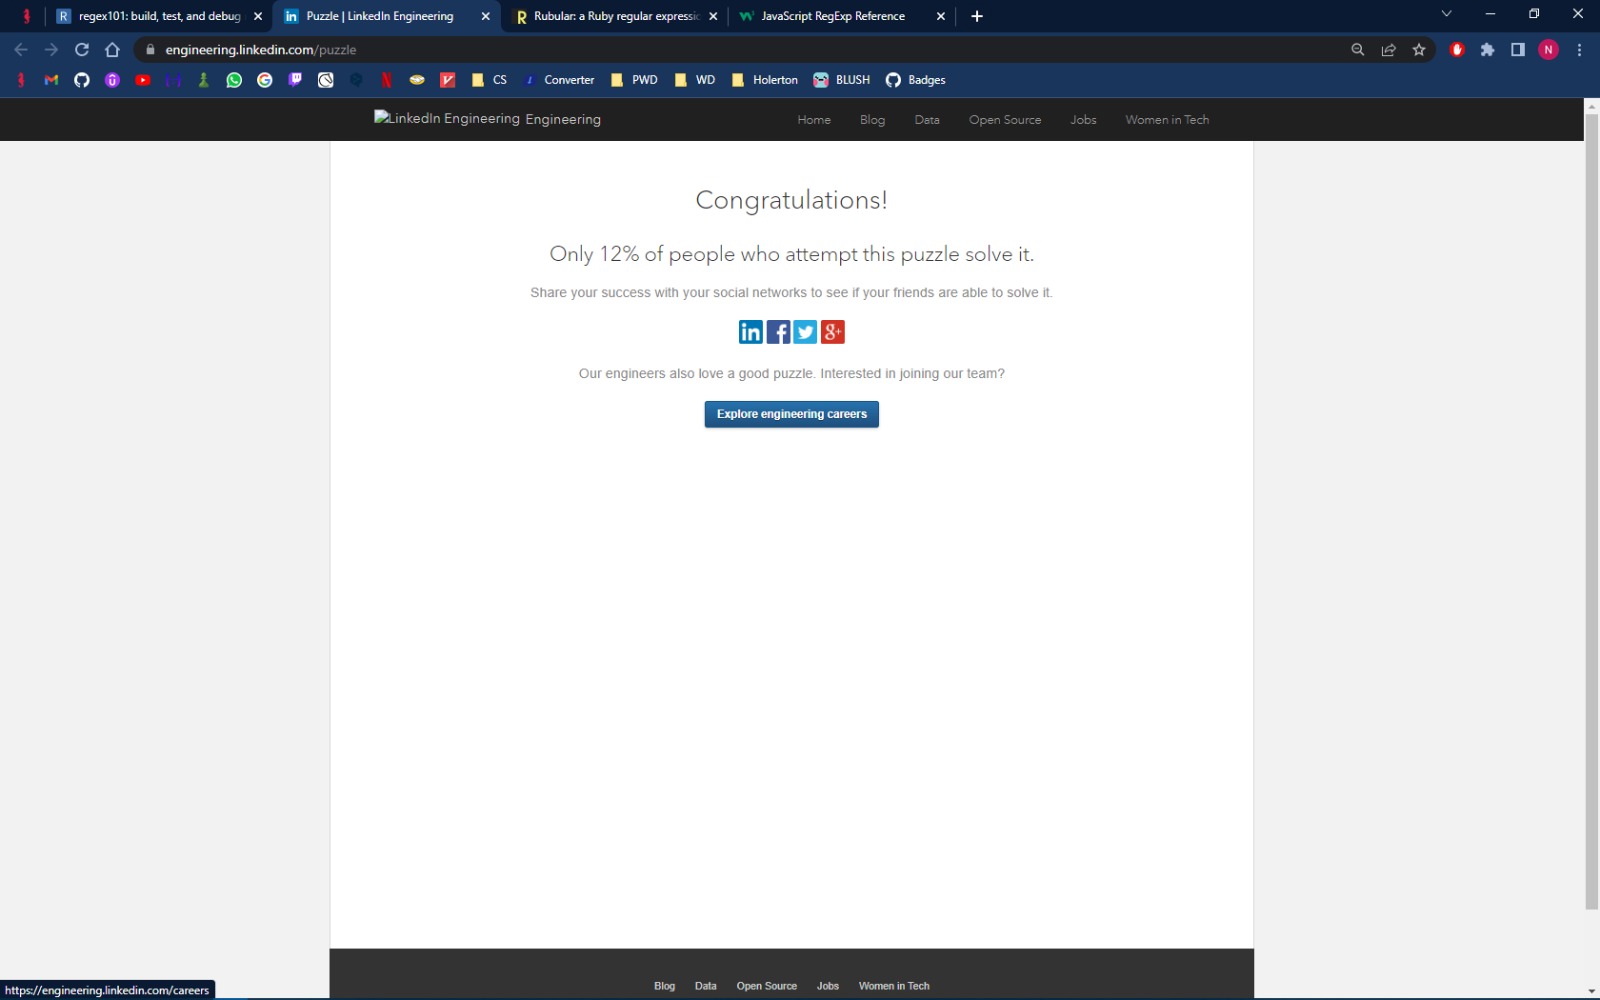 regex101: build, test, and debug
Puzzle | LinkedIn Engineering
Rubular: a Ruby regular expressi
JavaScript RegExp Reference
engineering.linkedin.com/puzzle
N
CS
Converter
PWD
WD
Holerton
BLUSH
Badges
LinkedIn Engineering Engineering
Home
Blog
Data
Open Source
Jobs
Women in Tech
Congratulations!
Only 12% of people who attempt this puzzle solve it.
Share your success with your social networks to see if your friends are able to solve it.
in f g+
Our engineers also love a good puzzle. Interested in joining our team?
Explore engineering careers
Blog
Data
Open Source
Jobs
Women in Tech
https://engineering.linkedin.com/careers